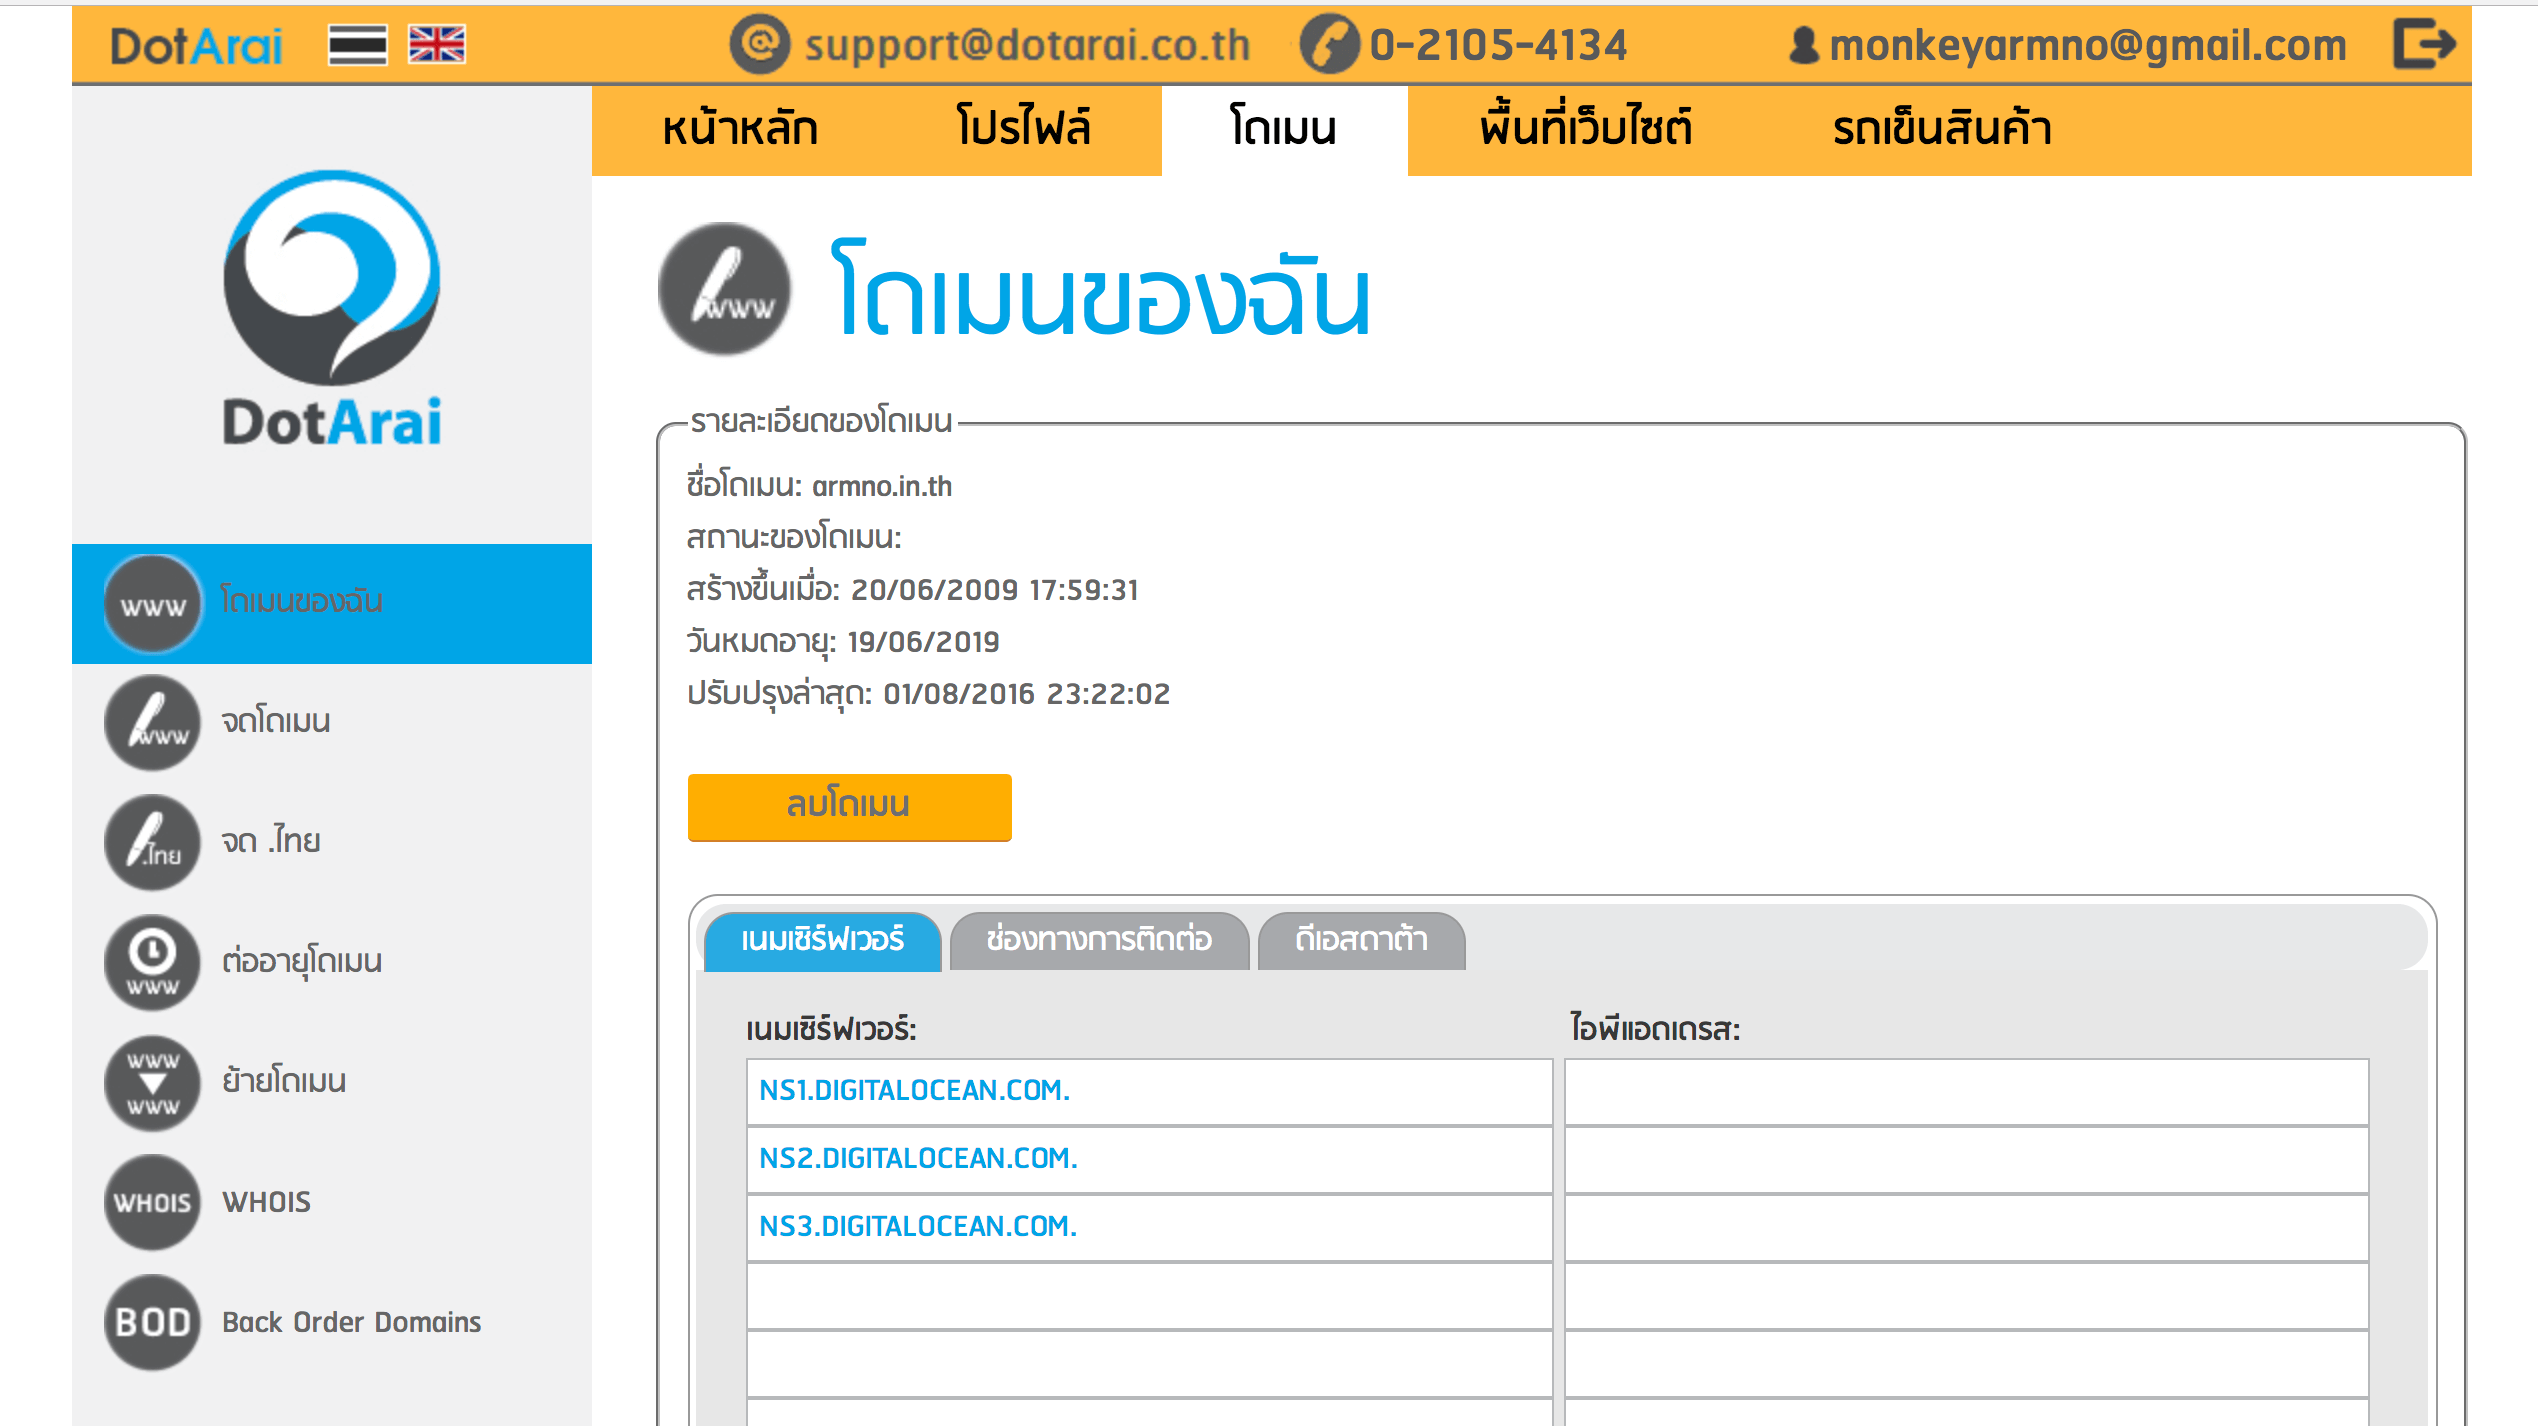 DotArai
support@dotarai.co.th
0-2105-4134
monkeyarmno@gmail.com
หน้าหลัก
โปรไฟล์
โดเมน
พื้นที่เว็บไซต์
รถเข็นสินค้า
DotArai
www
โดเมนของฉัน
www
จดโดเมน
.ไทย
จด .ไทย
www
ต่ออายุโดเมน
www
www
ย้ายโดเมน
WHOIS
WHOIS
BOD
Back Order Domains
www
โดเมนของฉัน
รายละเอียดของโดเมน
ชื่อโดเมน: armno.in.th
สถานะของโดเมน:
สร้างขึ้นเมื่อ: 20/06/2009 17:59:31
วันหมดอายุ: 19/06/2019
ปรับปรุงล่าสุด: 01/08/2016 23:22:02
ลบโดเมน
เนมเซิร์ฟเวอร์
ช่องทางการติดต่อ
ดีเอสดาต้า
เนมเซิร์ฟเวอร์:
ไอพีแอดเดรส:
NS1.DIGITALOCEAN.COM.
NS2.DIGITALOCEAN.COM.
NS3.DIGITALOCEAN.COM.